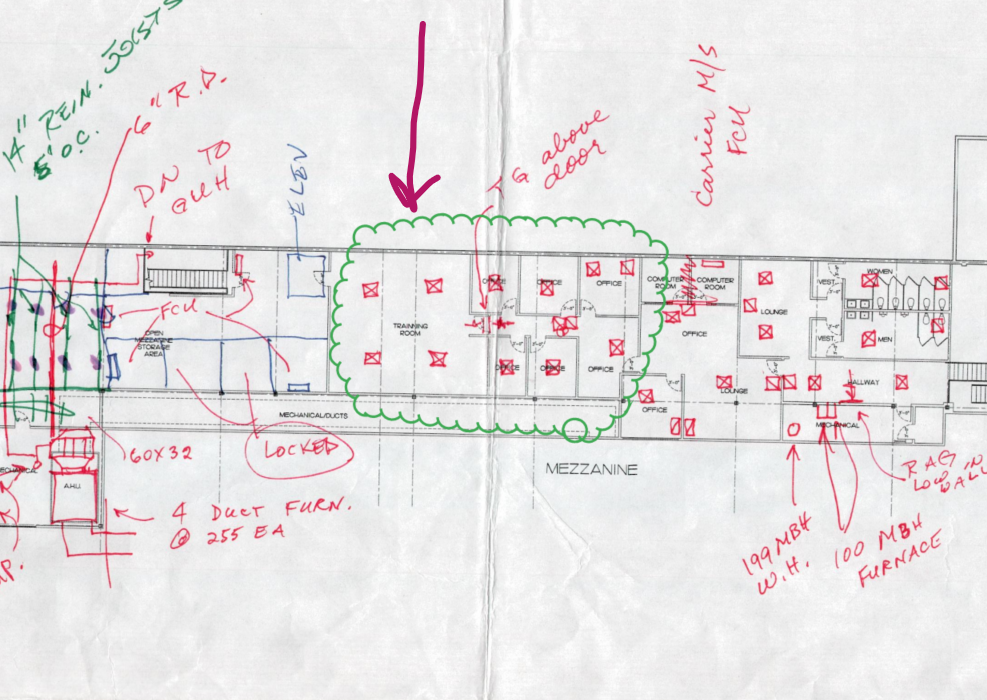 14" REIN. JOISTS
5' O.C.
6" R.D.
DN TO
ELEV
T G above
door
Carrier M/S
FCU
FCU
OPEN
MEZZANINE
STORAGE
AREA
TRAINING
ROOM
OFFICE
OFFICE
OFFICE
OFFICE
OFFICE
OFFICE
COMPUTER
ROOM
COMPUTER
ROOM
OFFICE
OFFICE
LOUNGE
LOUNGE
VEST.
VEST.
WOMEN
MEN
HALLWAY
MECHANICAL
MECHANICAL/DUCTS
LOCKED
60X32
MECHANICAL
A.H.U.
4 DUCT FURN.
@ 255 EA
MEZZANINE
RAG
LOW IN
WALL
199 MBH
W.H.
100 MBH
FURNACE